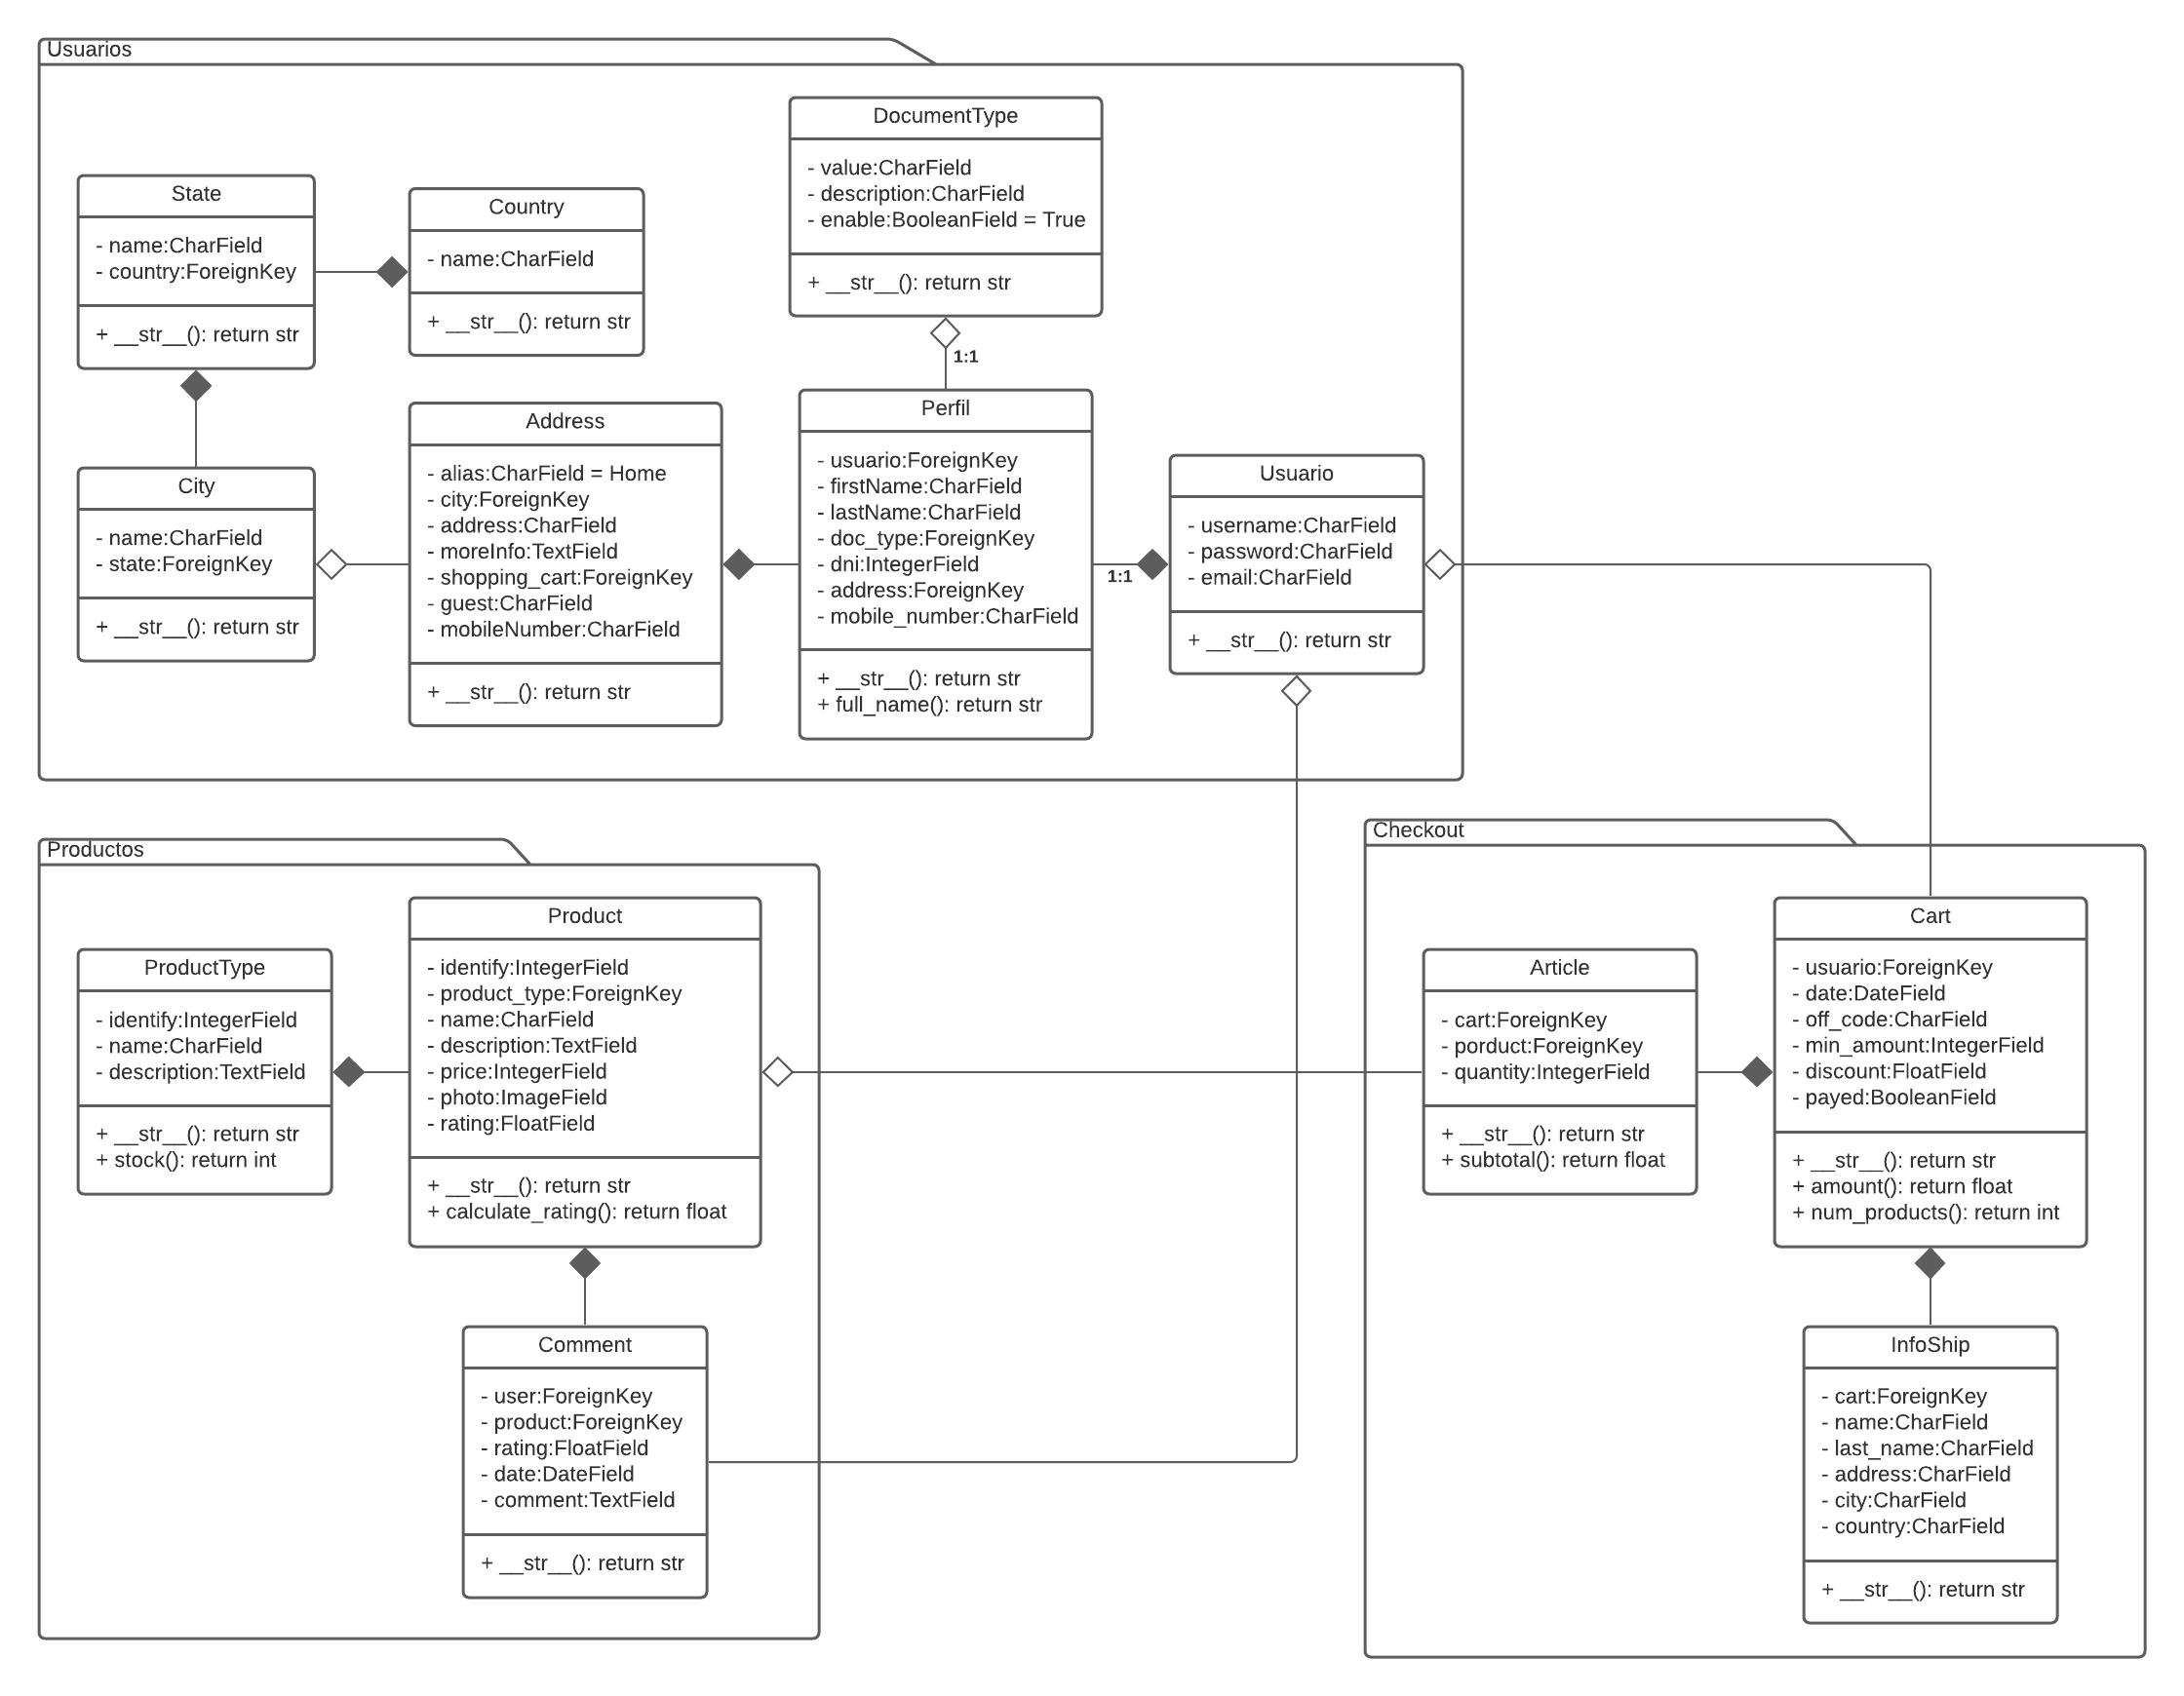 Usuarios
DocumentType
- value:CharField
- description:CharField
- enable:BooleanField = True
+ __str__(): return str
State
- name:CharField
- country:ForeignKey
+ __str__(): return str
Country
- name:CharField
+ __str__(): return str
1:1
City
- name:CharField
- state:ForeignKey
+ __str__(): return str
Address
- alias:CharField = Home
- city:ForeignKey
- address:CharField
- moreInfo:TextField
- shopping_cart:ForeignKey
- guest:CharField
- mobileNumber:CharField
+ __str__(): return str
Perfil
- usuario:ForeignKey
- firstName:CharField
- lastName:CharField
- doc_type:ForeignKey
- dni:IntegerField
- address:ForeignKey
- mobile_number:CharField
+ __str__(): return str
+ full_name(): return str
1:1
Usuario
- username:CharField
- password:CharField
- email:CharField
+ __str__(): return str
Productos
ProductType
- identify:IntegerField
- name:CharField
- description:TextField
+ __str__(): return str
+ stock(): return int
Product
- identify:IntegerField
- product_type:ForeignKey
- name:CharField
- description:TextField
- price:IntegerField
- photo:ImageField
- rating:FloatField
+ __str__(): return str
+ calculate_rating(): return float
Comment
- user:ForeignKey
- product:ForeignKey
- rating:FloatField
- date:DateField
- comment:TextField
+ __str__(): return str
Checkout
Article
- cart:ForeignKey
- porduct:ForeignKey
- quantity:IntegerField
+ __str__(): return str
+ subtotal(): return float
Cart
- usuario:ForeignKey
- date:DateField
- off_code:CharField
- min_amount:IntegerField
- discount:FloatField
- payed:BooleanField
+ __str__(): return str
+ amount(): return float
+ num_products(): return int
InfoShip
- cart:ForeignKey
- name:CharField
- last_name:CharField
- address:CharField
- city:CharField
- country:CharField
+ __str__(): return str